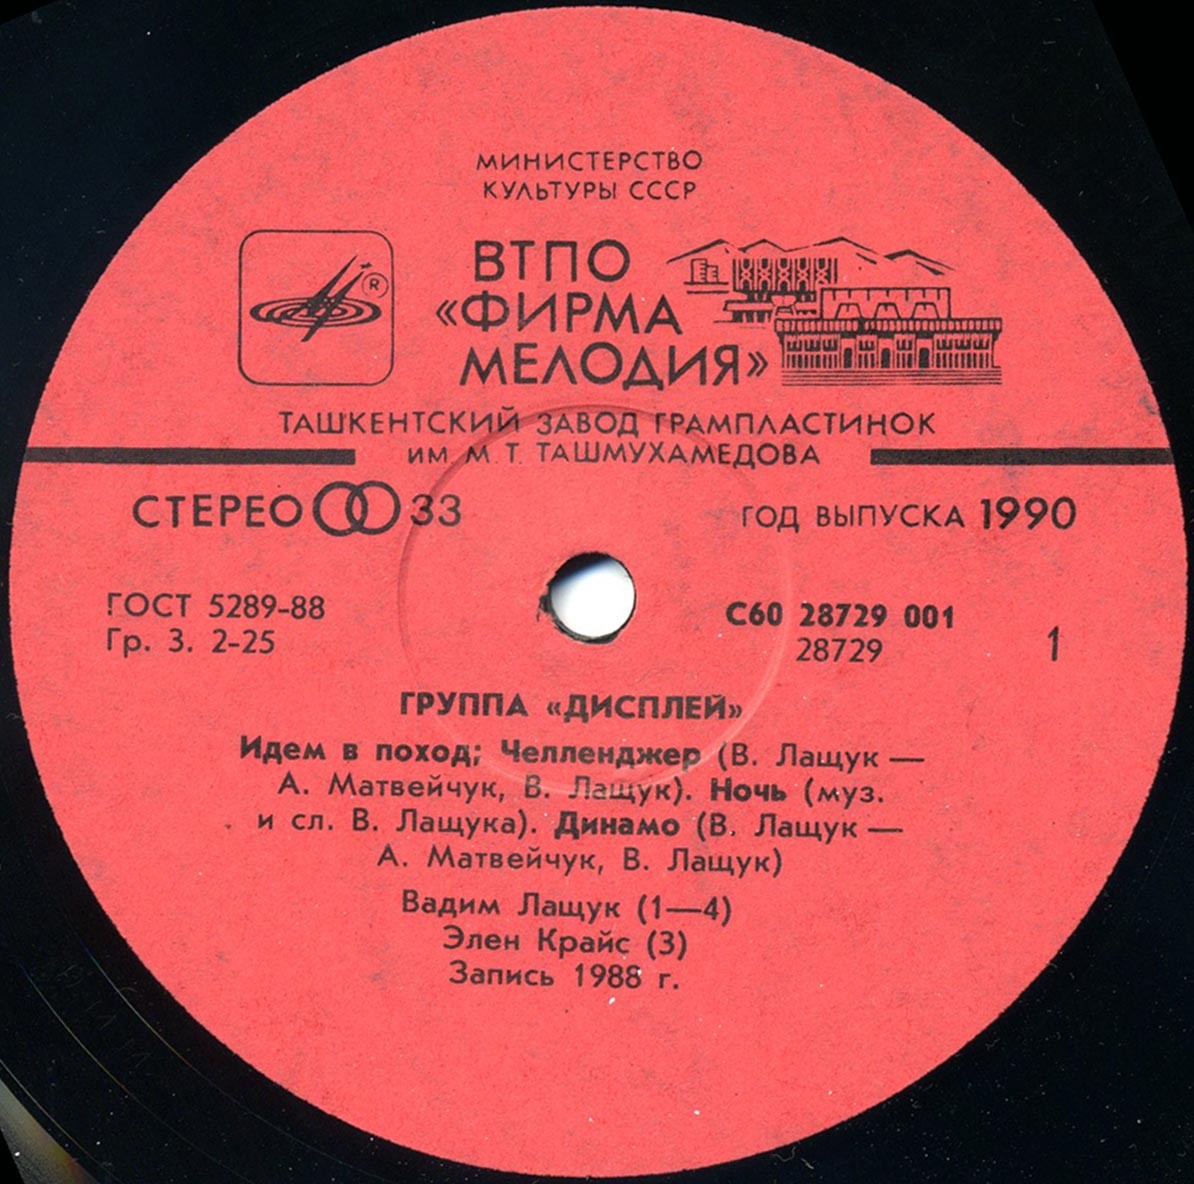 МИНИСТЕРСТВО
КУЛЬТУРЫ СССР
ВТПО
«ФИРМА
МЕЛОДИЯ»
®
ТАШКЕНТСКИЙ ЗАВОД ГРАМПЛАСТИНОК
ИМ М. Т. ТАШМУХАМЕДОВА
СТЕРЕО 33
ГОД ВЫПУСКА 1990
ГОСТ 5289-88
Гр. 3. 2-25
С60 28729 001
28729
1
ГРУППА «ДИСПЛЕЙ»
Идем в поход; Челленджер (В. Лащук —
А. Матвейчук, В. Лащук). Ночь (муз.
и сл. В. Лащука). Динамо (В. Лащук —
А. Матвейчук, В. Лащук)
Вадим Лащук (1—4)
Элен Крайс (3)
Запись 1988 г.